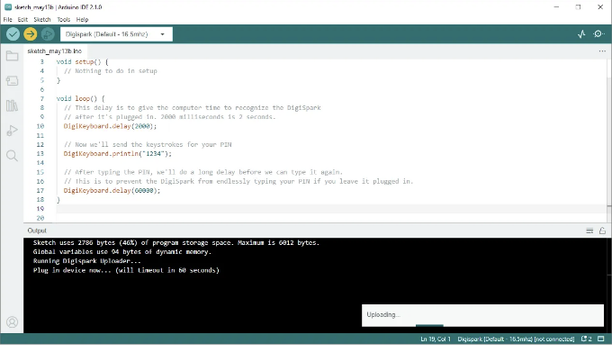 sketch_may13b | Arduino IDE 2.1.0
File Edit Sketch Tools Help
Digispark (Default - 16.5mhz)
sketch_may13b.ino
3 void setup() {
4 // Nothing to do in setup
5 }
6
7 void loop() {
8 // This delay is to give the computer time to recognize the DigiSpark
9 // after it's plugged in. 2000 milliseconds is 2 seconds.
10 DigiKeyboard.delay(2000);
11
12 // Now we'll send the keystrokes for your PIN
13 DigiKeyboard.println("1234");
14
15 // After typing the PIN, we'll do a long delay before we can type it again.
16 // This is to prevent the DigiSpark from endlessly typing your PIN if you leave it plugged in.
17 DigiKeyboard.delay(60000);
18 }
19
20
Output
Sketch uses 2786 bytes (46%) of program storage space. Maximum is 6012 bytes.
Global variables use 94 bytes of dynamic memory.
Running Digispark Uploader...
Plug in device now... (will timeout in 60 seconds)
Uploading...
Ln 19, Col 1 Digispark (Default - 16.5mhz) [not connected] 2